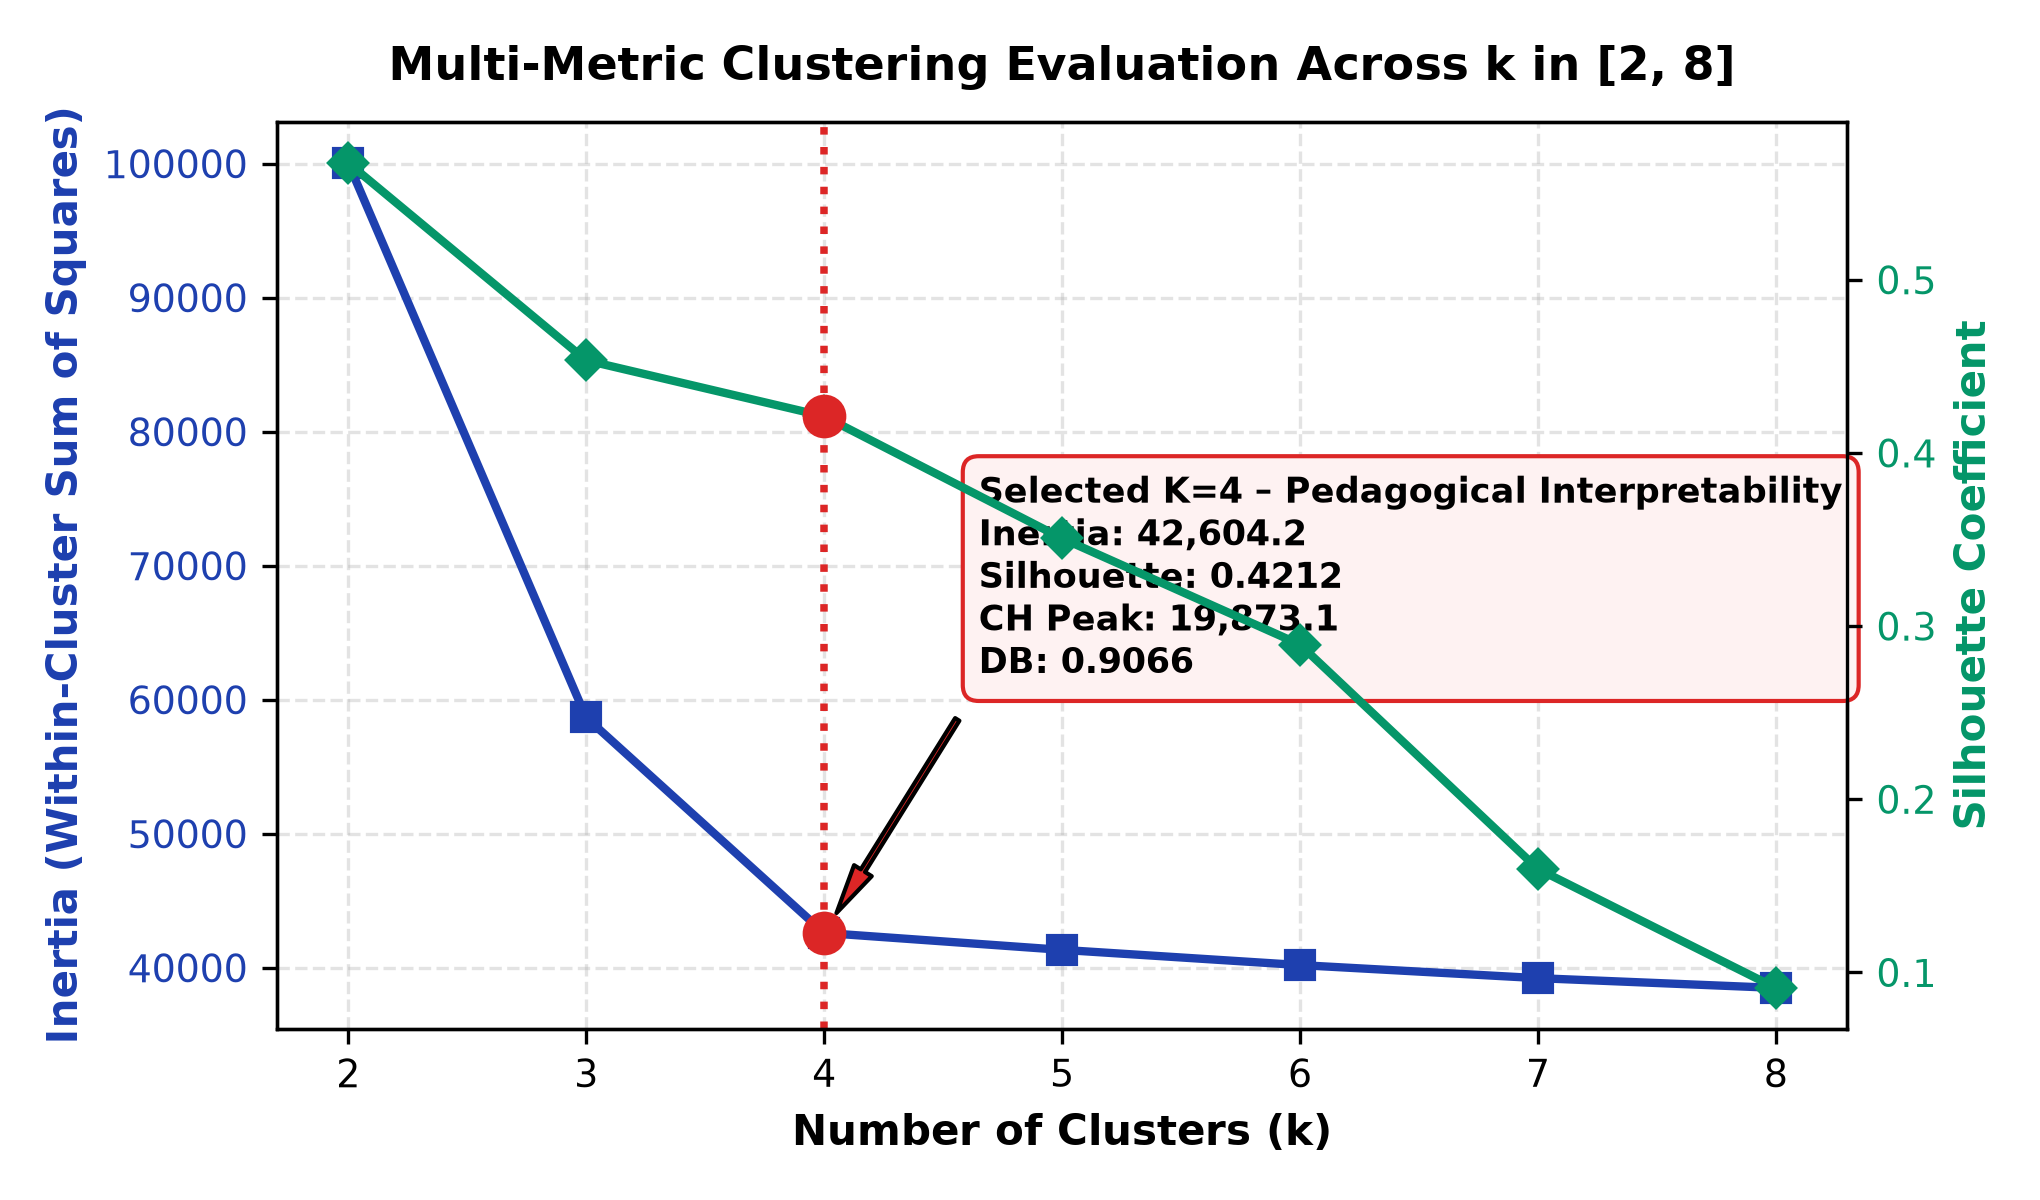 Multi-Metric Clustering Evaluation Across k in [2, 8]
Inertia (Within-Cluster Sum of Squares)
100000
90000
80000
70000
60000
50000
40000
Selected K=4 – Pedagogical Interpretability
Inertia: 42,604.2
Silhouette: 0.4212
CH Peak: 19,873.1
DB: 0.9066
0.5
0.4
0.3
0.2
0.1
Silhouette Coefficient
2 3 4 5 6 7 8
Number of Clusters (k)